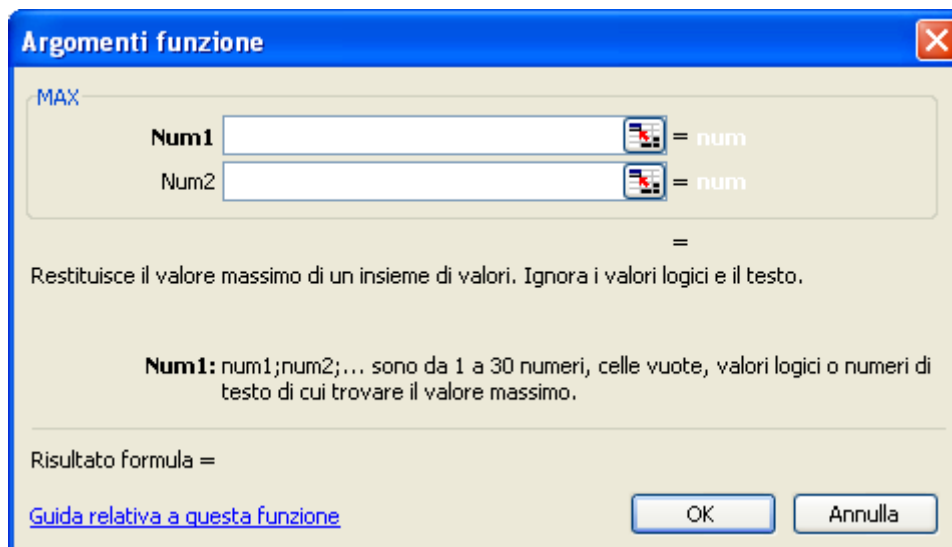 Argomenti funzione
MAX
Num1 = num
Num2 = num
=
Restituisce il valore massimo di un insieme di valori. Ignora i valori logici e il testo.
Num1: num1;num2;... sono da 1 a 30 numeri, celle vuote, valori logici o numeri di
testo di cui trovare il valore massimo.
Risultato formula =
Guida relativa a questa funzione OK Annulla